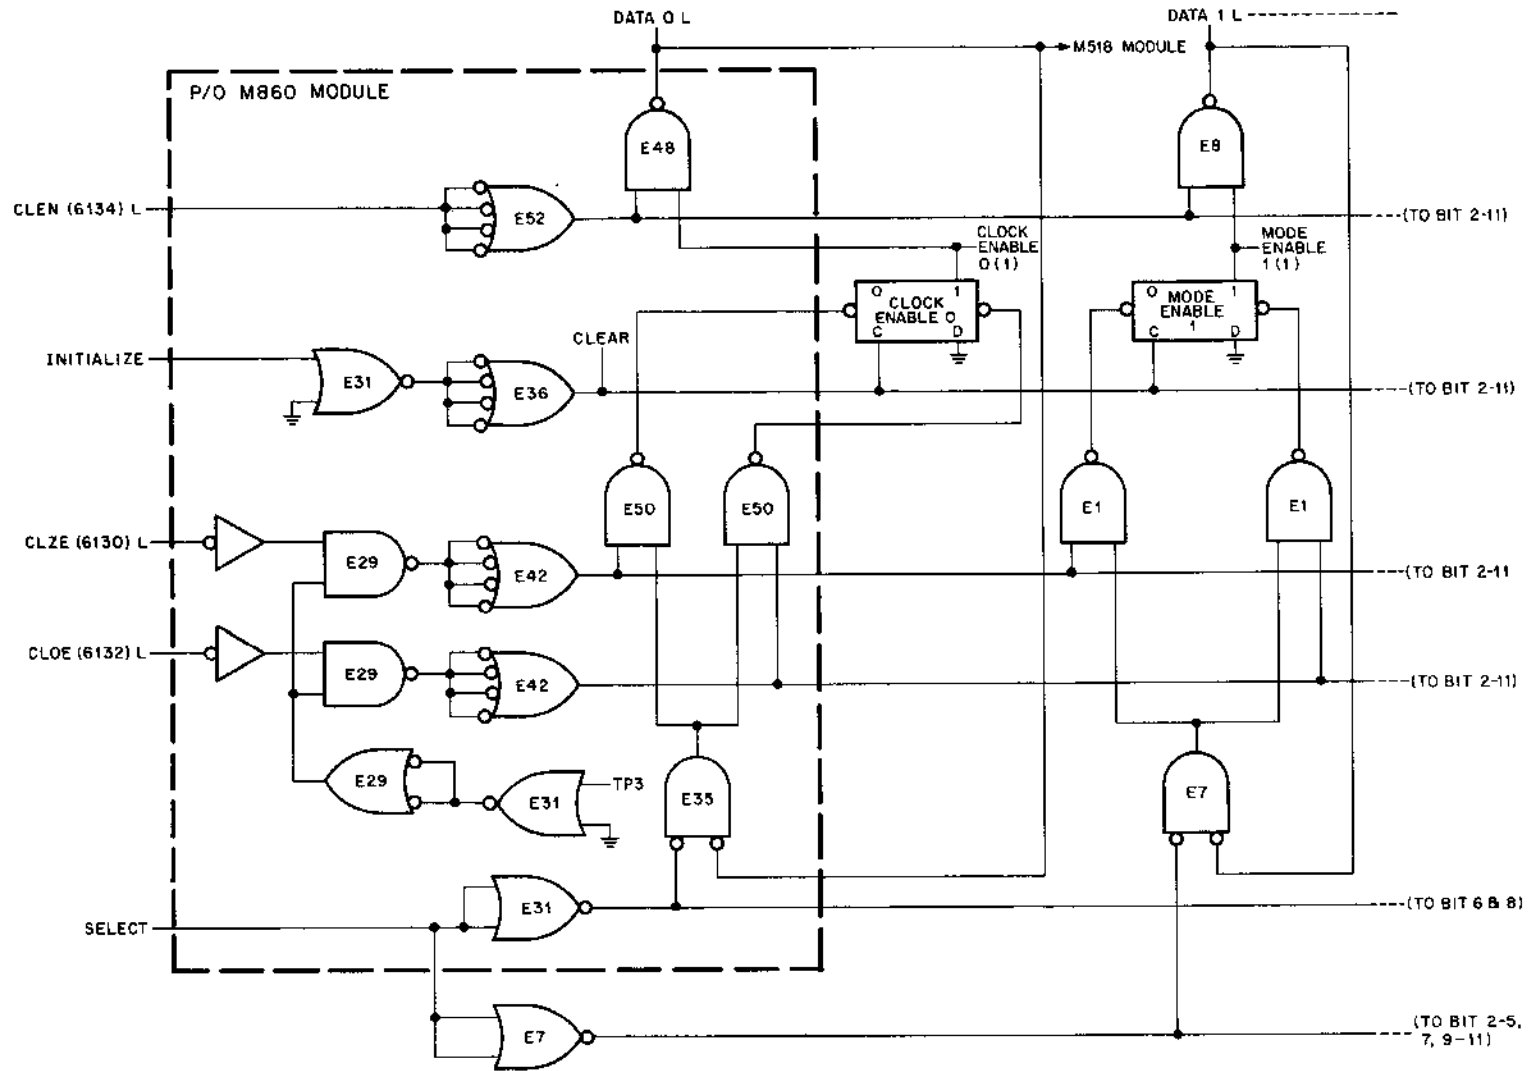 DATA 0 L
DATA 1 L
M518 MODULE
P/O M860 MODULE
E48
E8
CLEN (6134) L
E52
(TO BIT 2-11)
CLOCK
ENABLE
0 (1)
MODE
ENABLE
1 (1)
0 1
CLOCK
ENABLE 0
C D
0 1
MODE
ENABLE
1
C D
CLEAR
INITIALIZE
E31
E36
(TO BIT 2-11)
E50
E50
E1
E1
CLZE (6130) L
E29
E42
(TO BIT 2-11
CLOE (6132) L
E29
E42
(TO BIT 2-11)
E29
E31
TP3
E35
E7
E31
(TO BIT 6 & 8)
SELECT
E7
(TO BIT 2-5,
7, 9-11)